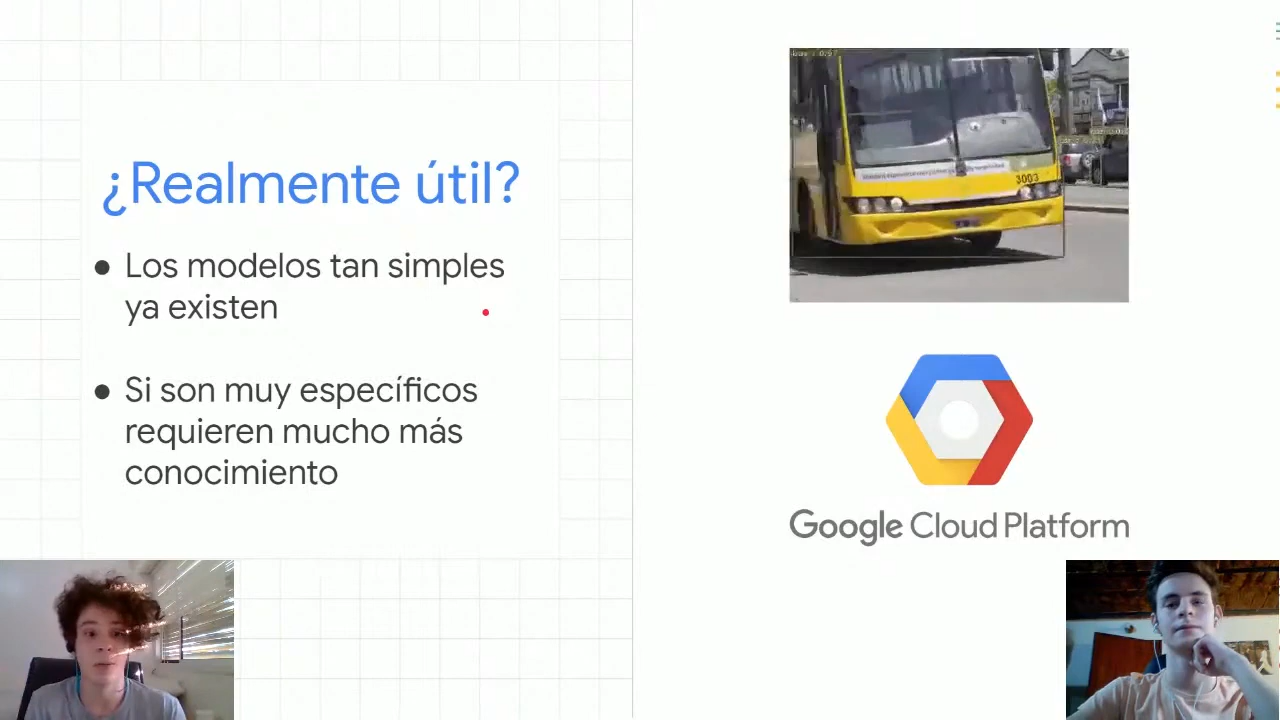 ¿Realmente útil?
● Los modelos tan simples
ya existen
● Si son muy específicos
requieren mucho más
conocimiento
3003
Google Cloud Platform